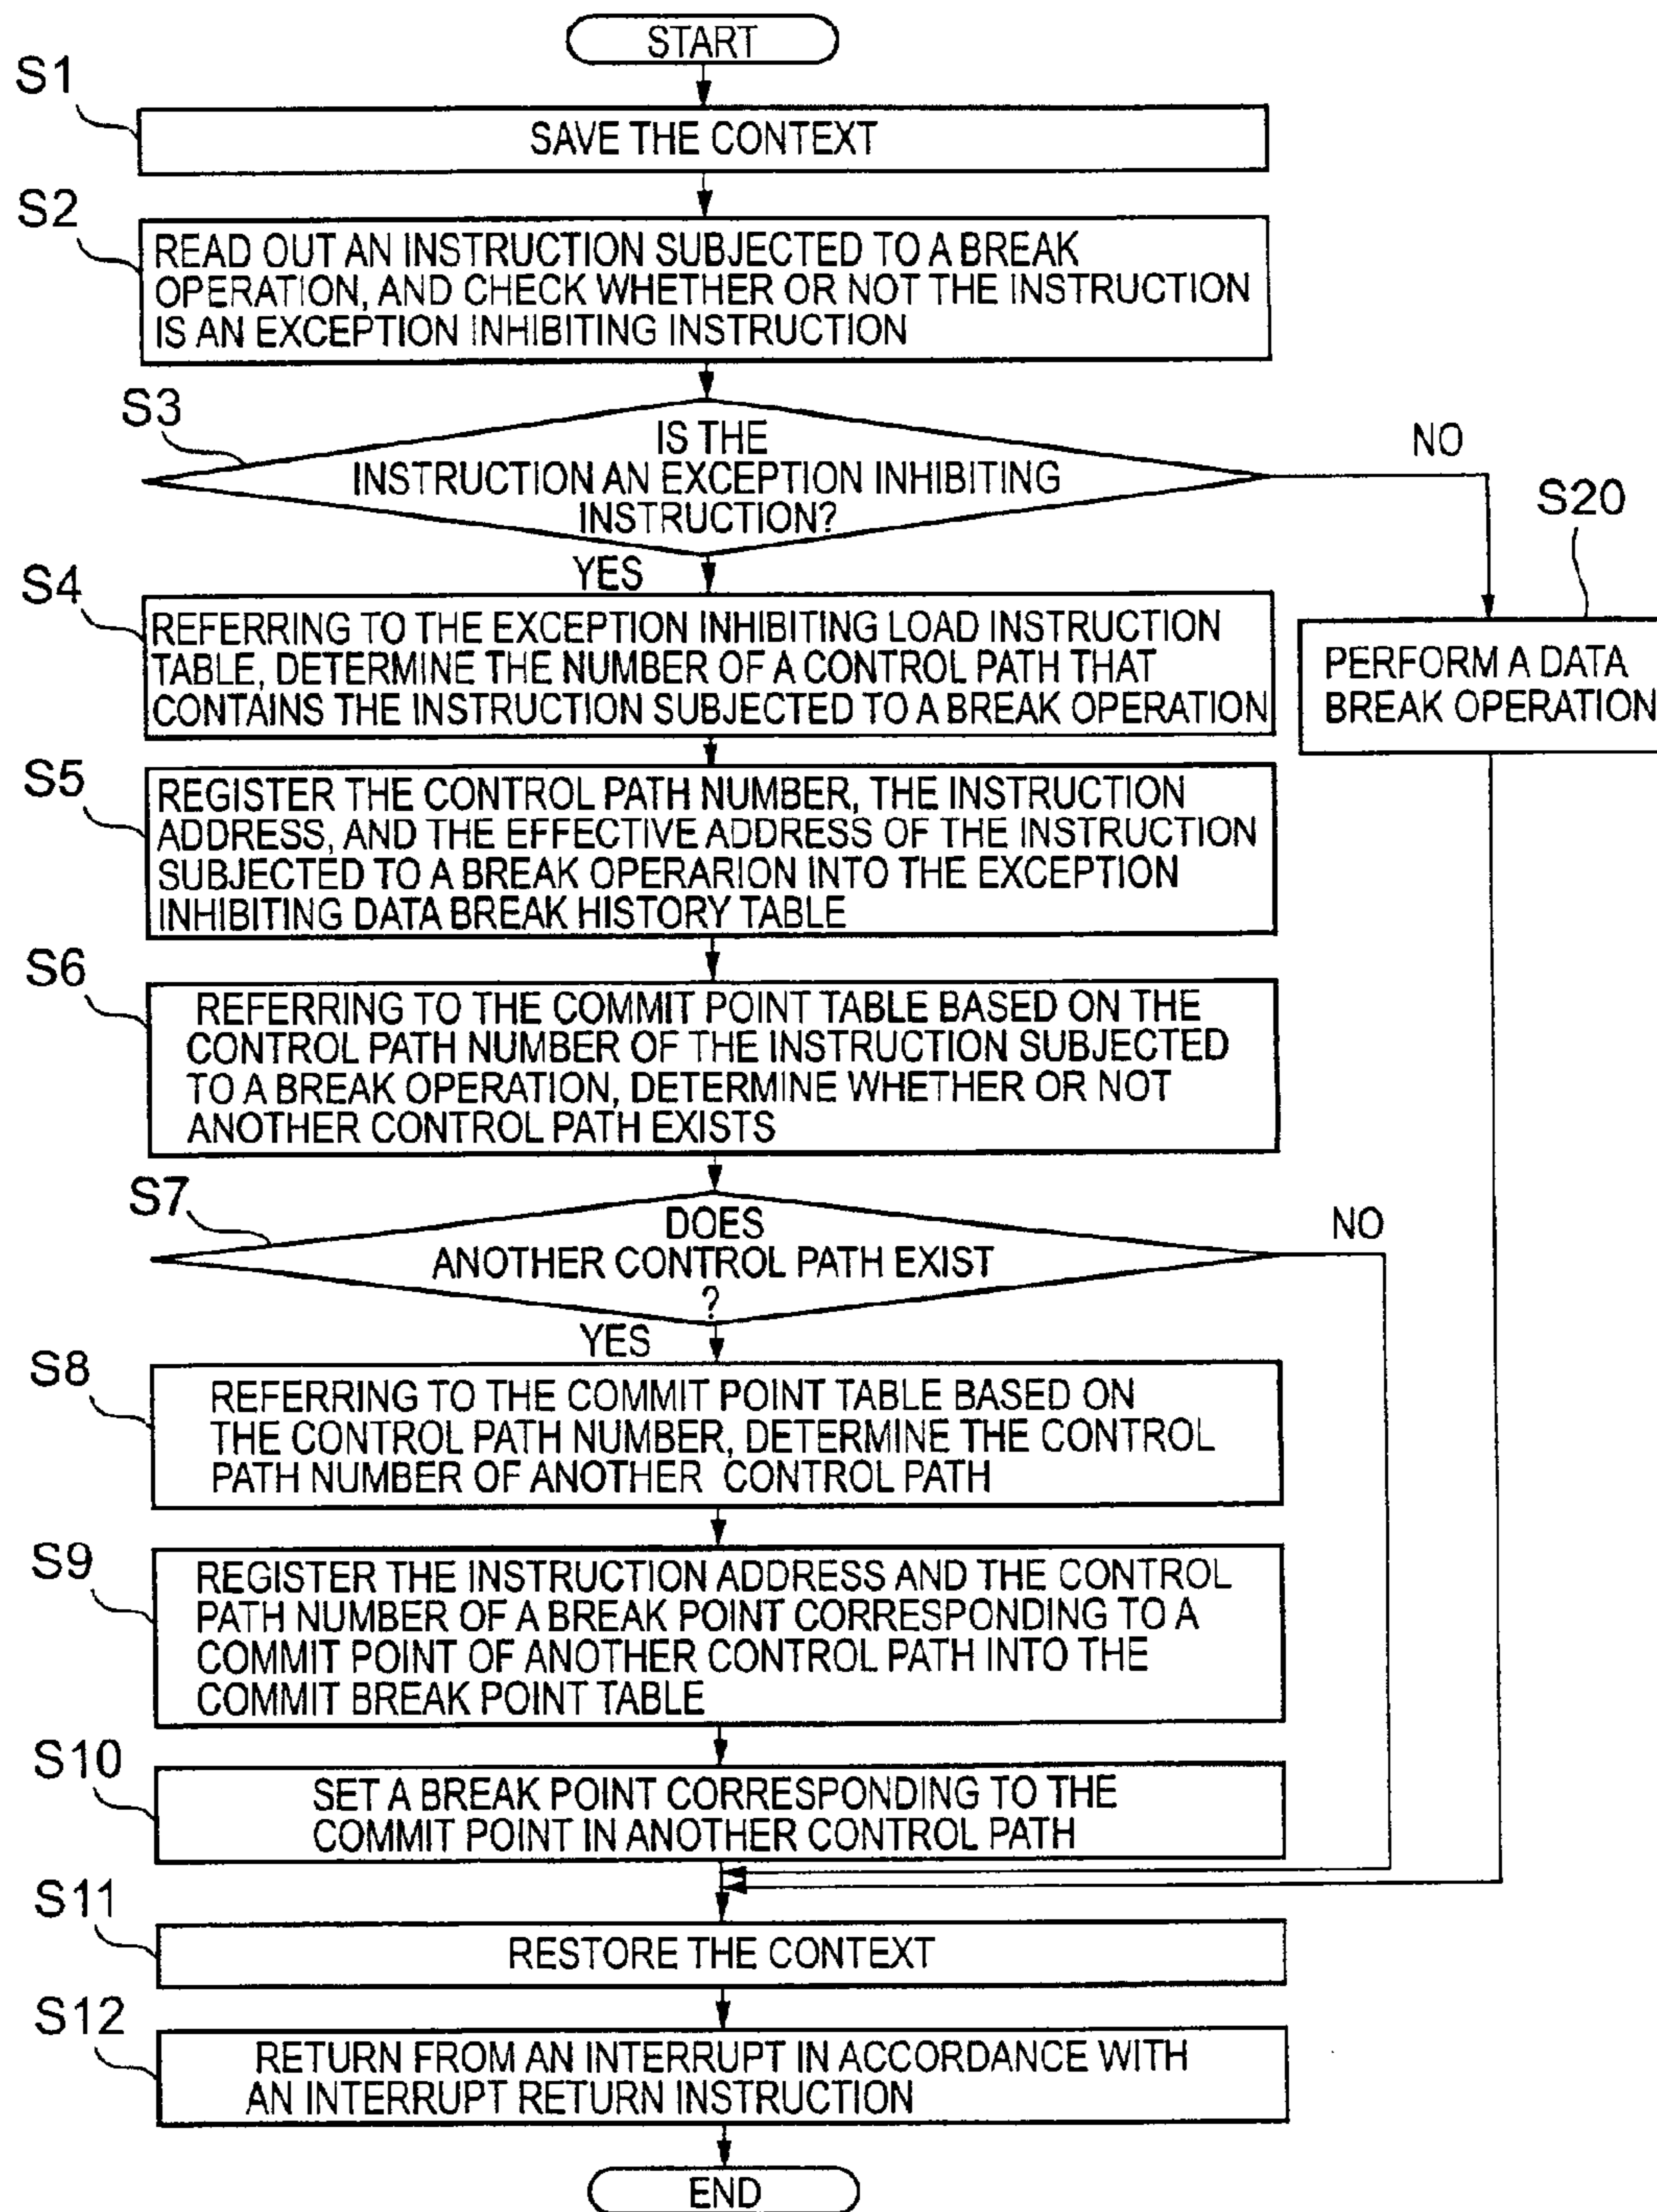 START
S1
SAVE THE CONTEXT
S2
READ OUT AN INSTRUCTION SUBJECTED TO A BREAK
OPERATION, AND CHECK WHETHER OR NOT THE INSTRUCTION
IS AN EXCEPTION INHIBITING INSTRUCTION
S3
IS THE
INSTRUCTION AN EXCEPTION INHIBITING
INSTRUCTION?
NO
YES
S20
PERFORM A DATA
BREAK OPERATION
S4
REFERRING TO THE EXCEPTION INHIBITING LOAD INSTRUCTION
TABLE, DETERMINE THE NUMBER OF A CONTROL PATH THAT
CONTAINS THE INSTRUCTION SUBJECTED TO A BREAK OPERATION
S5
REGISTER THE CONTROL PATH NUMBER, THE INSTRUCTION
ADDRESS, AND THE EFFECTIVE ADDRESS OF THE INSTRUCTION
SUBJECTED TO A BREAK OPERARION INTO THE EXCEPTION
INHIBITING DATA BREAK HISTORY TABLE
S6
REFERRING TO THE COMMIT POINT TABLE BASED ON THE
CONTROL PATH NUMBER OF THE INSTRUCTION SUBJECTED
TO A BREAK OPERATION, DETERMINE WHETHER OR NOT
ANOTHER CONTROL PATH EXISTS
S7
DOES
ANOTHER CONTROL PATH EXIST
?
NO
YES
S8
REFERRING TO THE COMMIT POINT TABLE BASED ON
THE CONTROL PATH NUMBER, DETERMINE THE CONTROL
PATH NUMBER OF ANOTHER CONTROL PATH
S9
REGISTER THE INSTRUCTION ADDRESS AND THE CONTROL
PATH NUMBER OF A BREAK POINT CORRESPONDING TO A
COMMIT POINT OF ANOTHER CONTROL PATH INTO THE
COMMIT BREAK POINT TABLE
S10
SET A BREAK POINT CORRESPONDING TO THE
COMMIT POINT IN ANOTHER CONTROL PATH
S11
RESTORE THE CONTEXT
S12
RETURN FROM AN INTERRUPT IN ACCORDANCE WITH
AN INTERRUPT RETURN INSTRUCTION
END